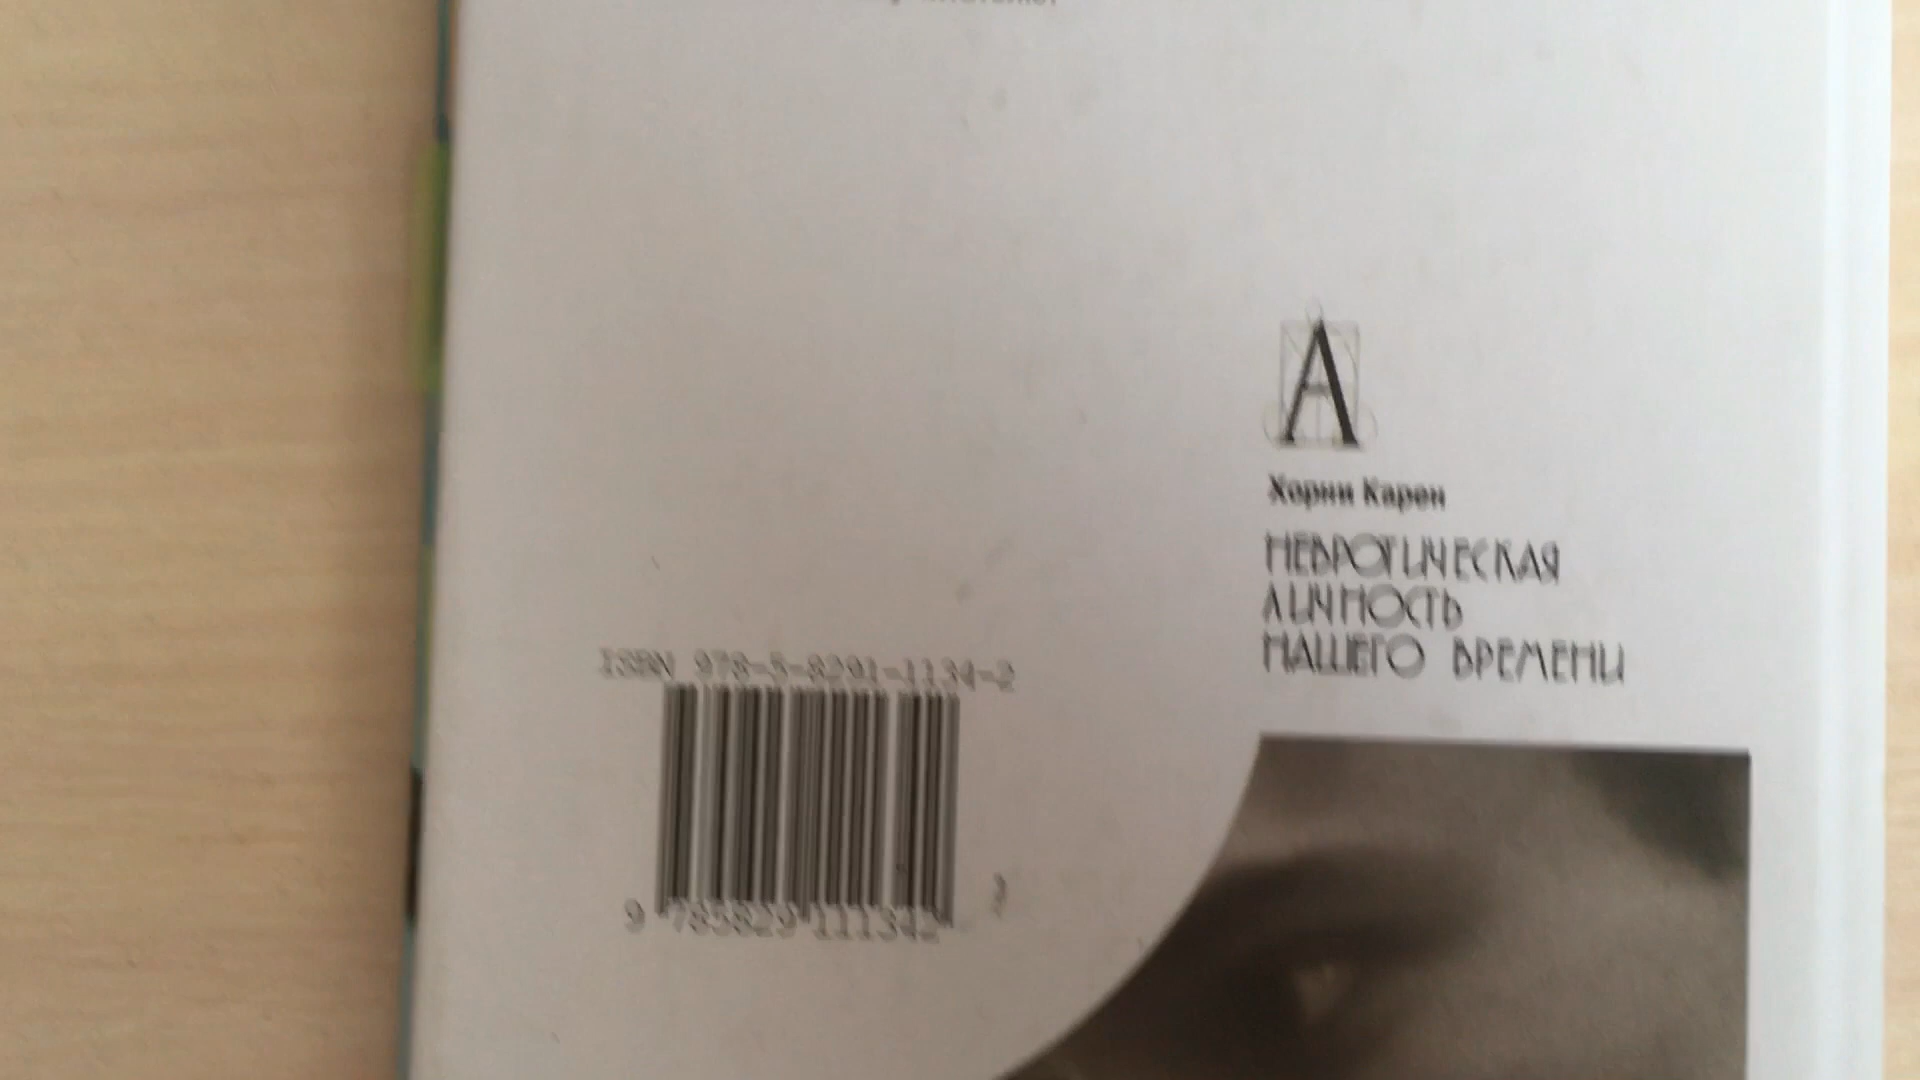 А
Хорни Карен
НЕВРОТИЧЕСКАЯ
ЛИЧНОСТЬ
НАШЕГО ВРЕМЕНИ
ISBN 978-5-8291-1134-2
9 785829 111342